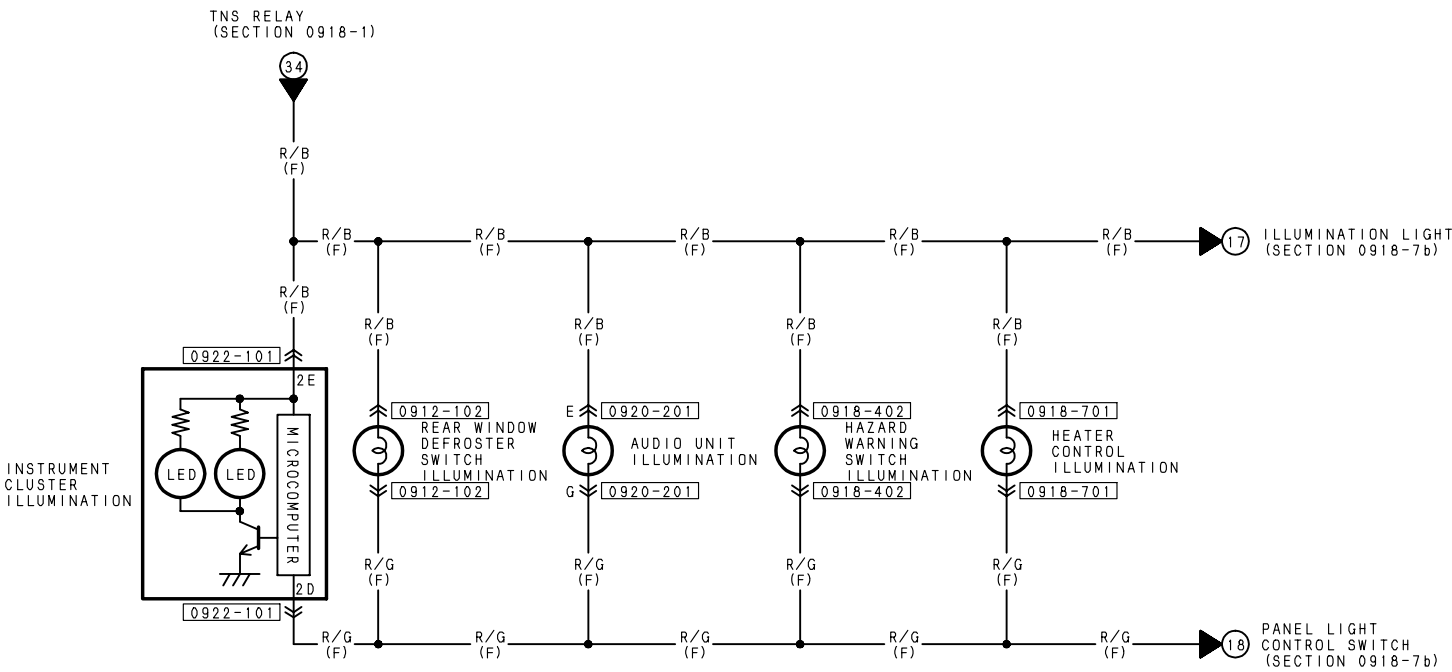 TNS RELAY
(SECTION 0918-1)
34
R/B
(F)
R/B
(F)
R/B
(F)
R/B
(F)
R/B
(F)
R/B
(F)
17
ILLUMINATION LIGHT
(SECTION 0918-7b)
R/B
(F)
R/B
(F)
R/B
(F)
R/B
(F)
R/B
(F)
0922-101
2E
INSTRUMENT
CLUSTER
ILLUMINATION
LED
LED
MICROCOMPUTER
2D
0922-101
0912-102
REAR WINDOW
DEFROSTER
SWITCH
ILLUMINATION
0912-102
E
0920-201
AUDIO UNIT
ILLUMINATION
G
0920-201
0918-402
HAZARD
WARNING
SWITCH
ILLUMINATION
0918-402
0918-701
HEATER
CONTROL
ILLUMINATION
0918-701
R/G
(F)
R/G
(F)
R/G
(F)
R/G
(F)
R/G
(F)
R/G
(F)
R/G
(F)
R/G
(F)
R/G
(F)
18
PANEL LIGHT
CONTROL SWITCH
(SECTION 0918-7b)